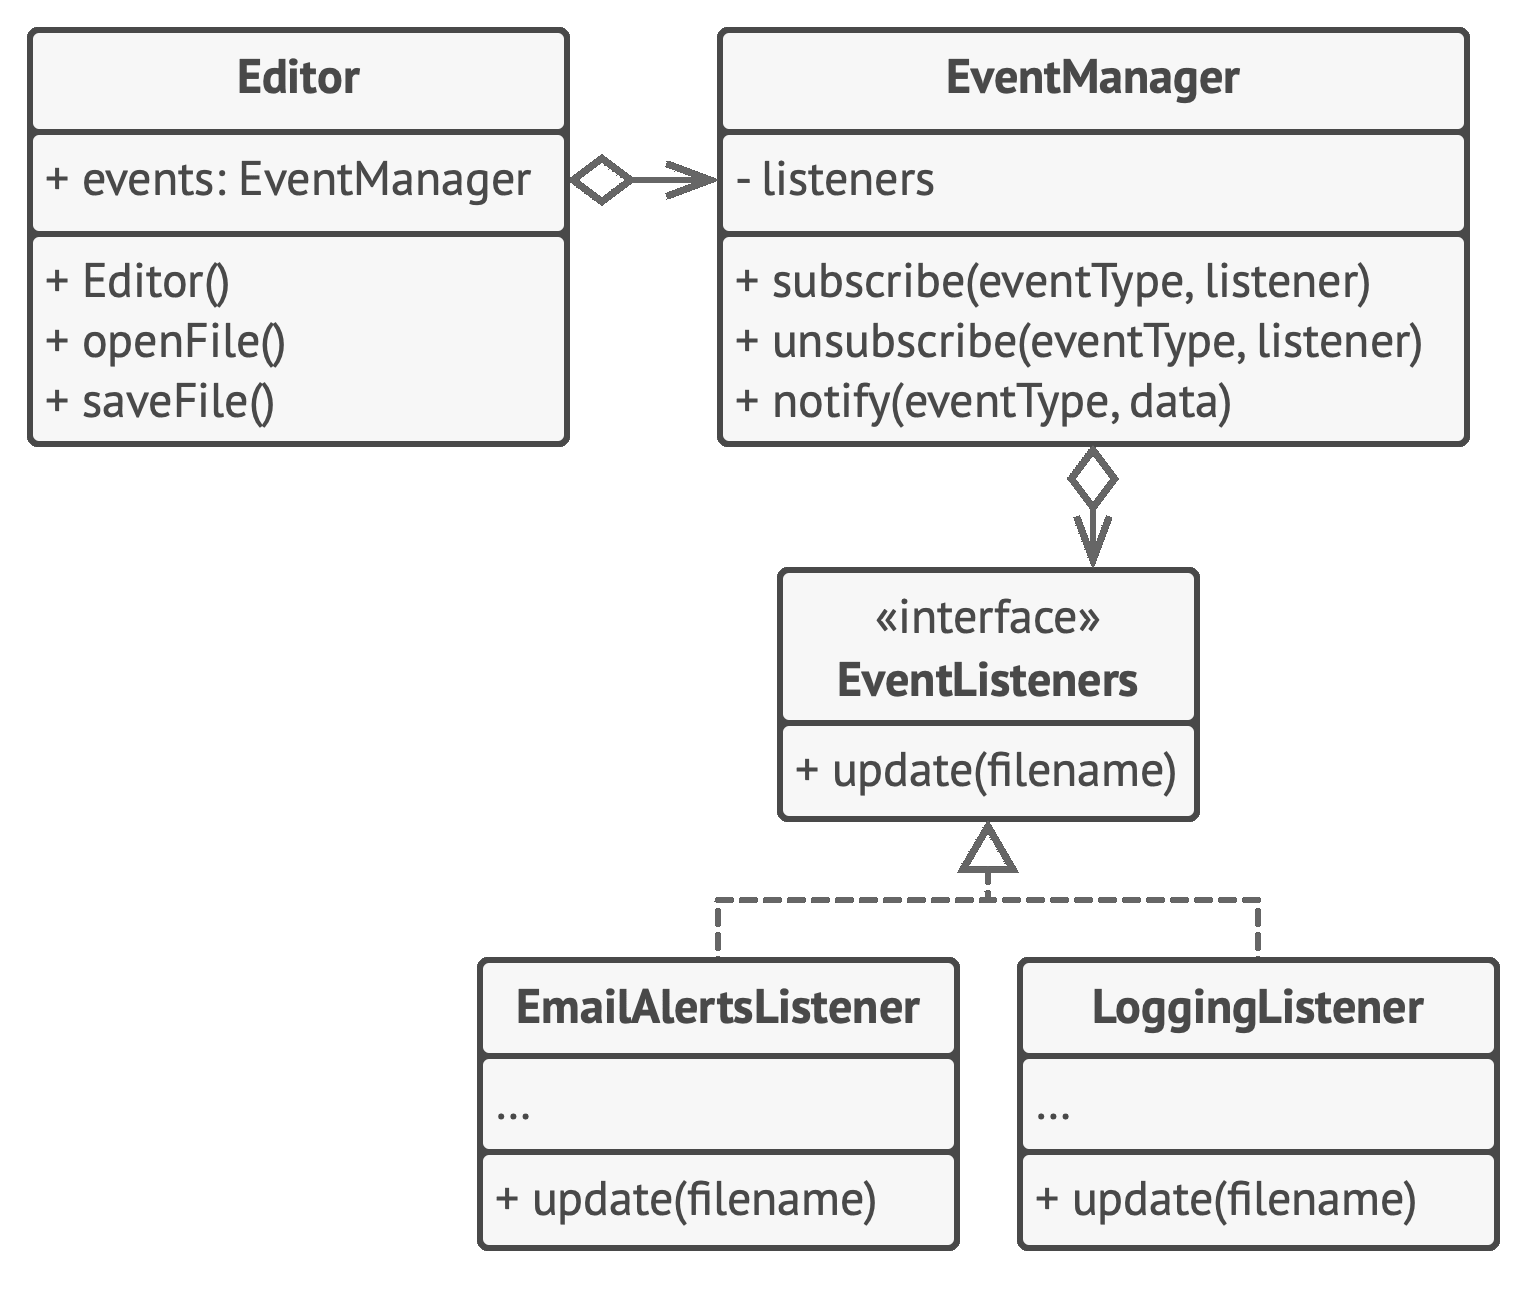 Editor
+ events: EventManager
+ Editor()
+ openFile()
+ saveFile()
EventManager
- listeners
+ subscribe(eventType, listener)
+ unsubscribe(eventType, listener)
+ notify(eventType, data)
«interface»
EventListeners
+ update(filename)
EmailAlertsListener
...
+ update(filename)
LoggingListener
...
+ update(filename)